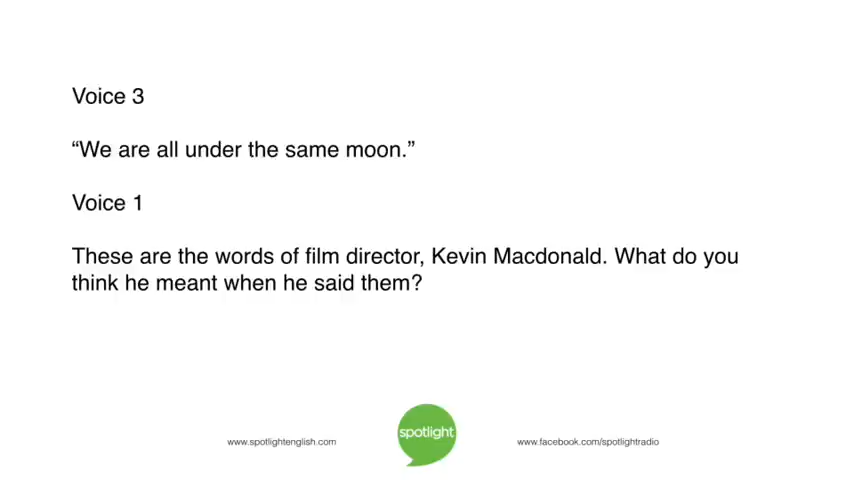 Voice 3
“We are all under the same moon.”
Voice 1
These are the words of film director, Kevin Macdonald. What do you
think he meant when he said them?
spotlight
www.spotlightenglish.com
www.facebook.com/spotlightradio